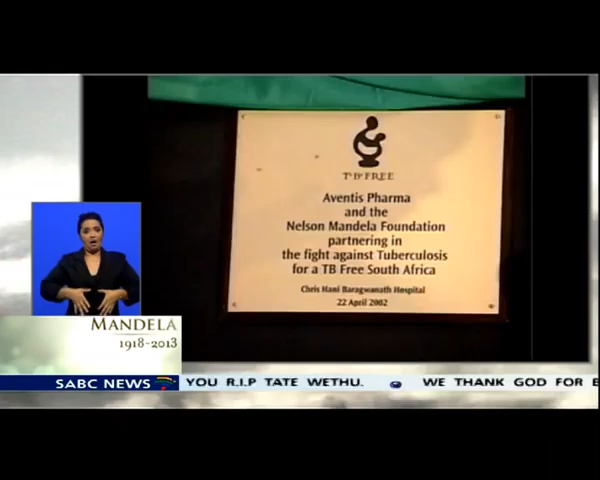 TB FREE
Aventis Pharma
and the
Nelson Mandela Foundation
partnering in
the fight against Tuberculosis
for a TB Free South Africa
Chris Hani Baragwanath Hospital
22 April 2002
MANDELA
1918-2013
SABC NEWS
YOU R.I.P TATE WETHU. WE THANK GOD FOR